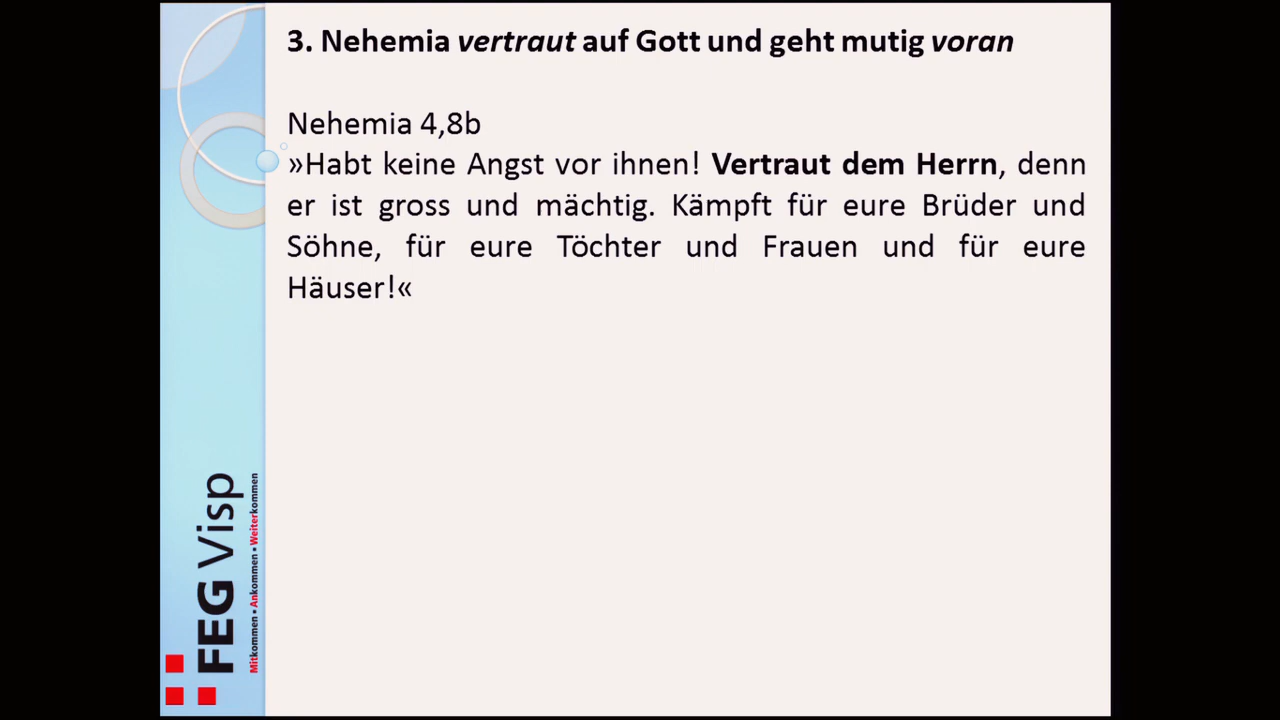 3. Nehemia vertraut auf Gott und geht mutig voran
Nehemia 4,8b
»Habt keine Angst vor ihnen! Vertraut dem Herrn, denn
er ist gross und mächtig. Kämpft für eure Brüder und
Söhne, für eure Töchter und Frauen und für eure
Häuser!«
FEG Visp
Mitkommen • Ankommen • Weiterkommen